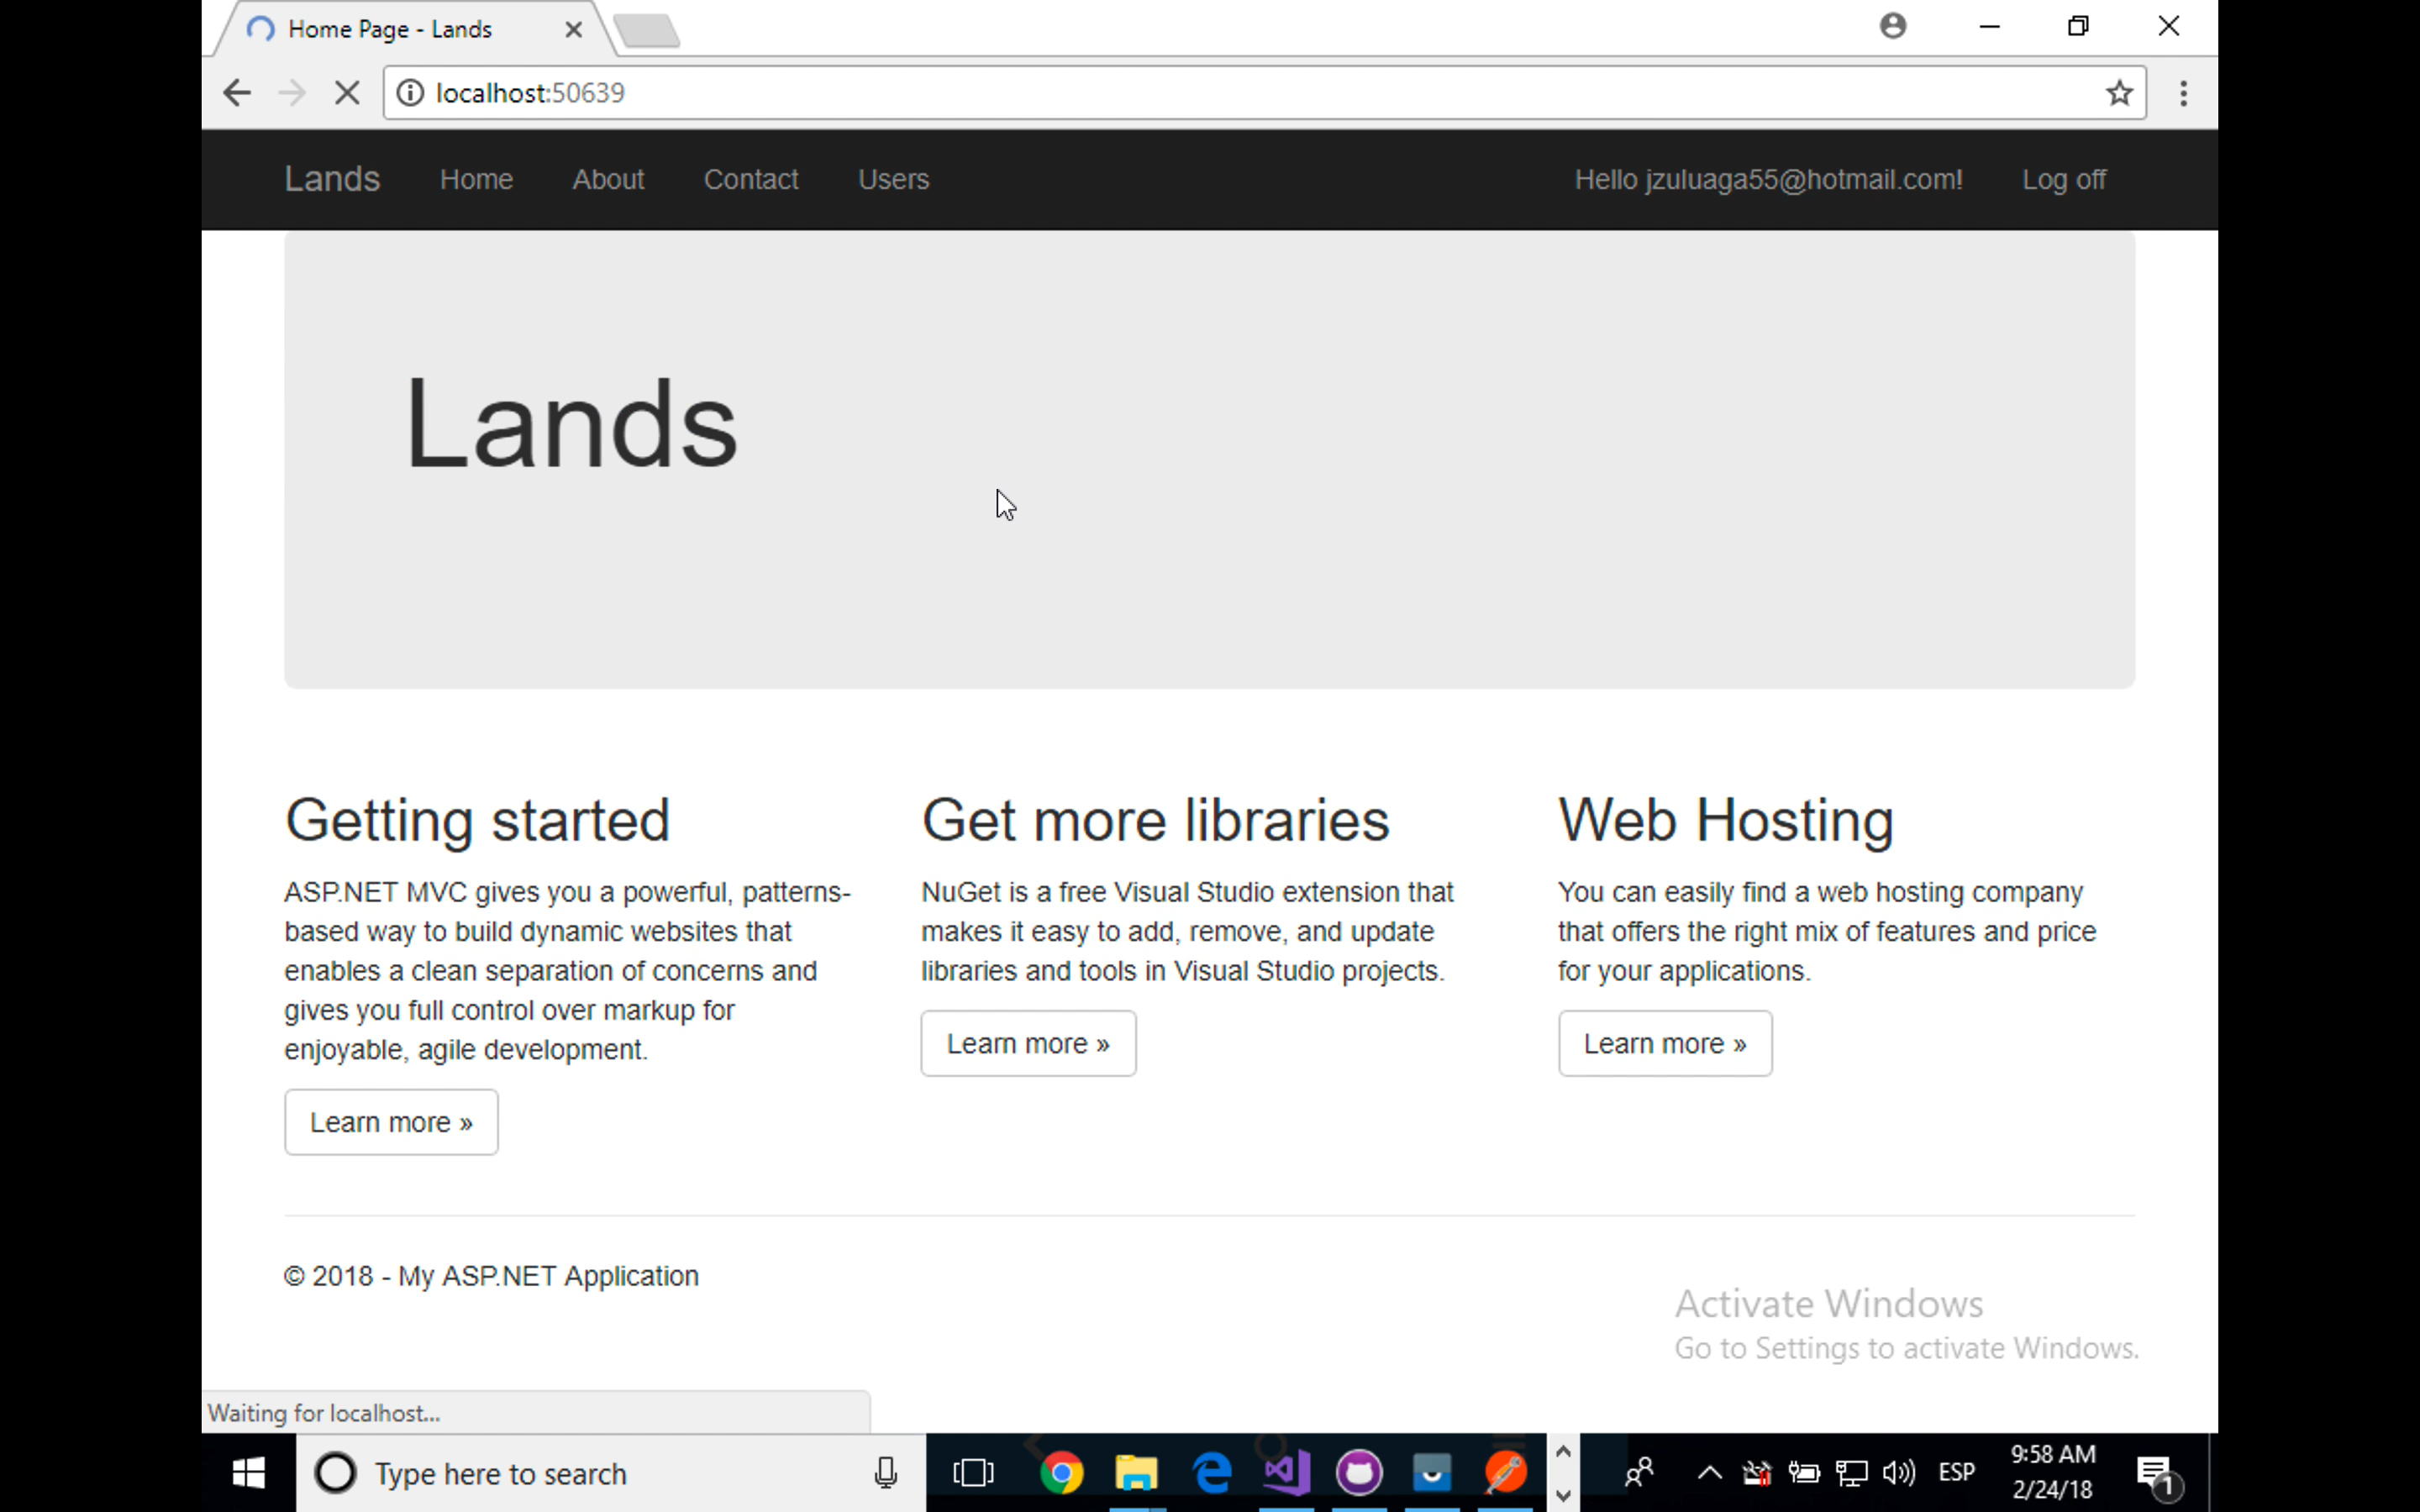 Home Page - Lands
localhost:50639
Lands Home About Contact Users Hello jzuluaga55@hotmail.com! Log off
Lands
Getting started
ASP.NET MVC gives you a powerful, patterns-
based way to build dynamic websites that
enables a clean separation of concerns and
gives you full control over markup for
enjoyable, agile development.
Learn more »
Get more libraries
NuGet is a free Visual Studio extension that
makes it easy to add, remove, and update
libraries and tools in Visual Studio projects.
Learn more »
Web Hosting
You can easily find a web hosting company
that offers the right mix of features and price
for your applications.
Learn more »
© 2018 - My ASP.NET Application
Activate Windows
Go to Settings to activate Windows.
Waiting for localhost...
Type here to search
ESP
9:58 AM
2/24/18
1